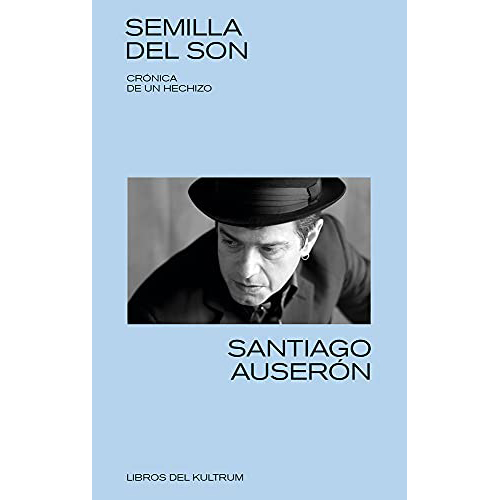 SEMILLA
DEL SON
CRÓNICA
DE UN HECHIZO
SANTIAGO
AUSERÓN
LIBROS DEL KULTRUM